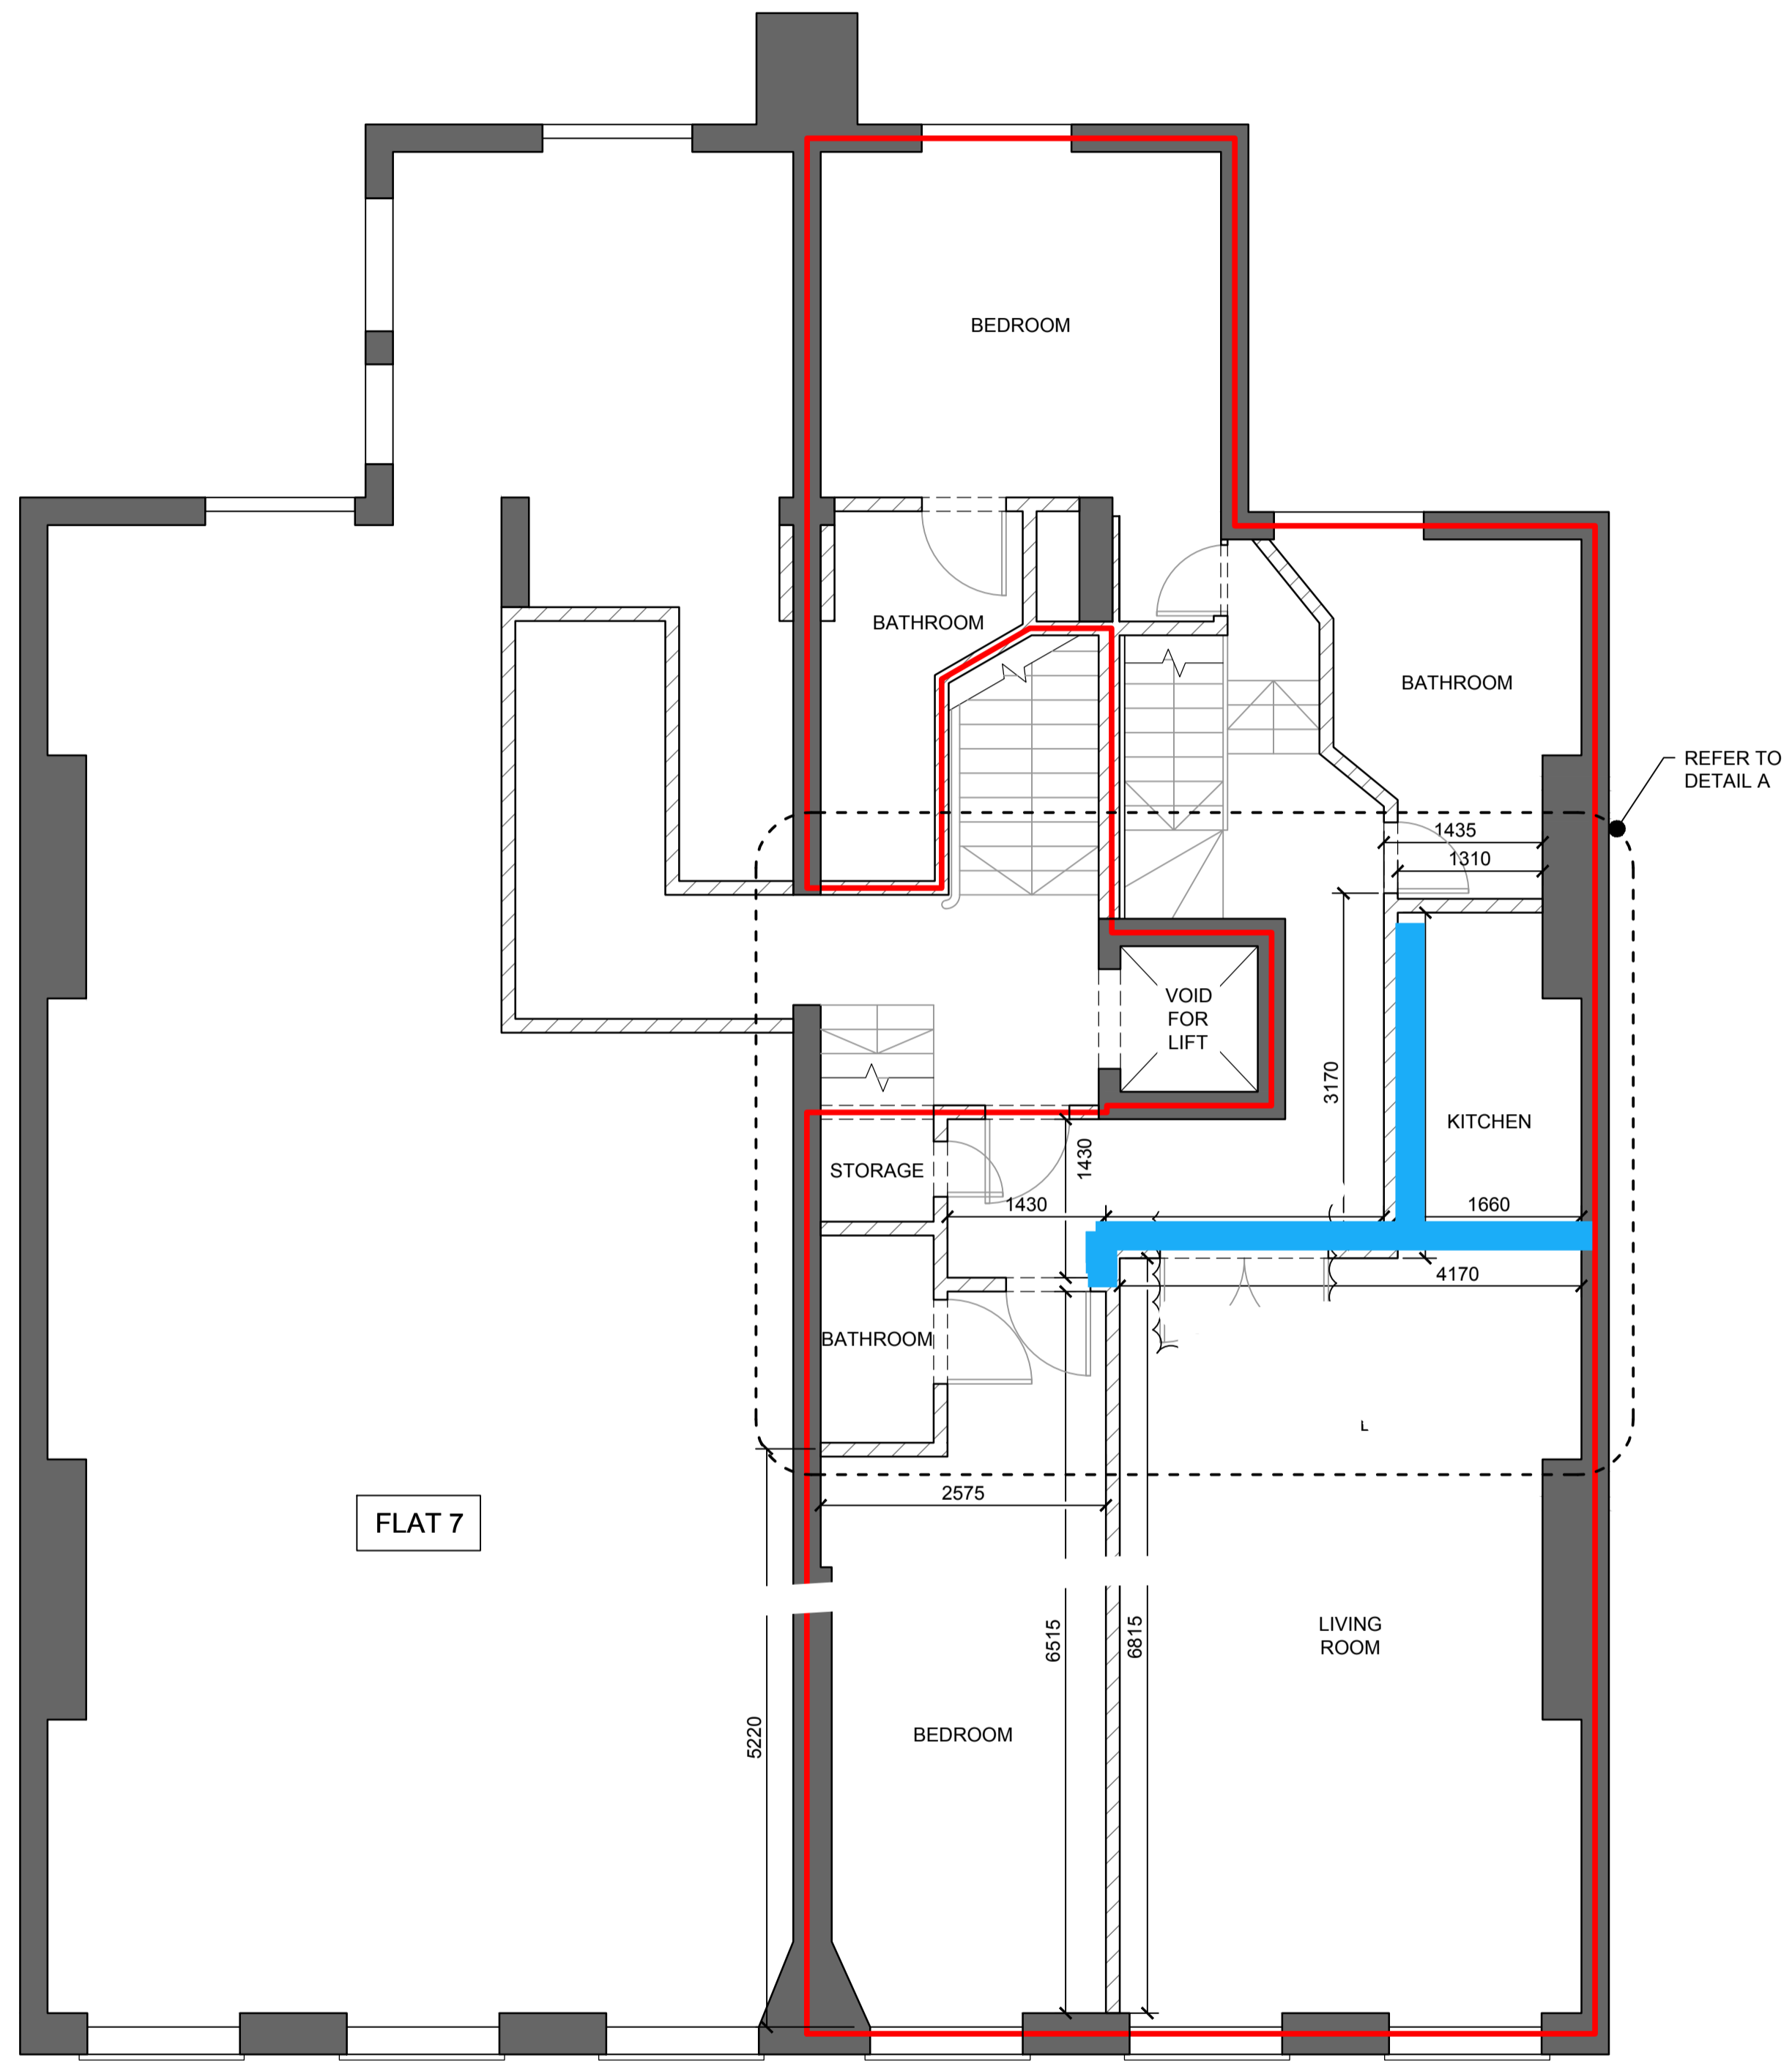 BEDROOM
BATHROOM
BATHROOM
REFER TO
DETAIL A
1435
1310
VOID
FOR
LIFT
3170
KITCHEN
1430
STORAGE
1430
1660
4170
BATHROOM
L
2575
FLAT 7
LIVING
ROOM
6515
6815
5220
BEDROOM